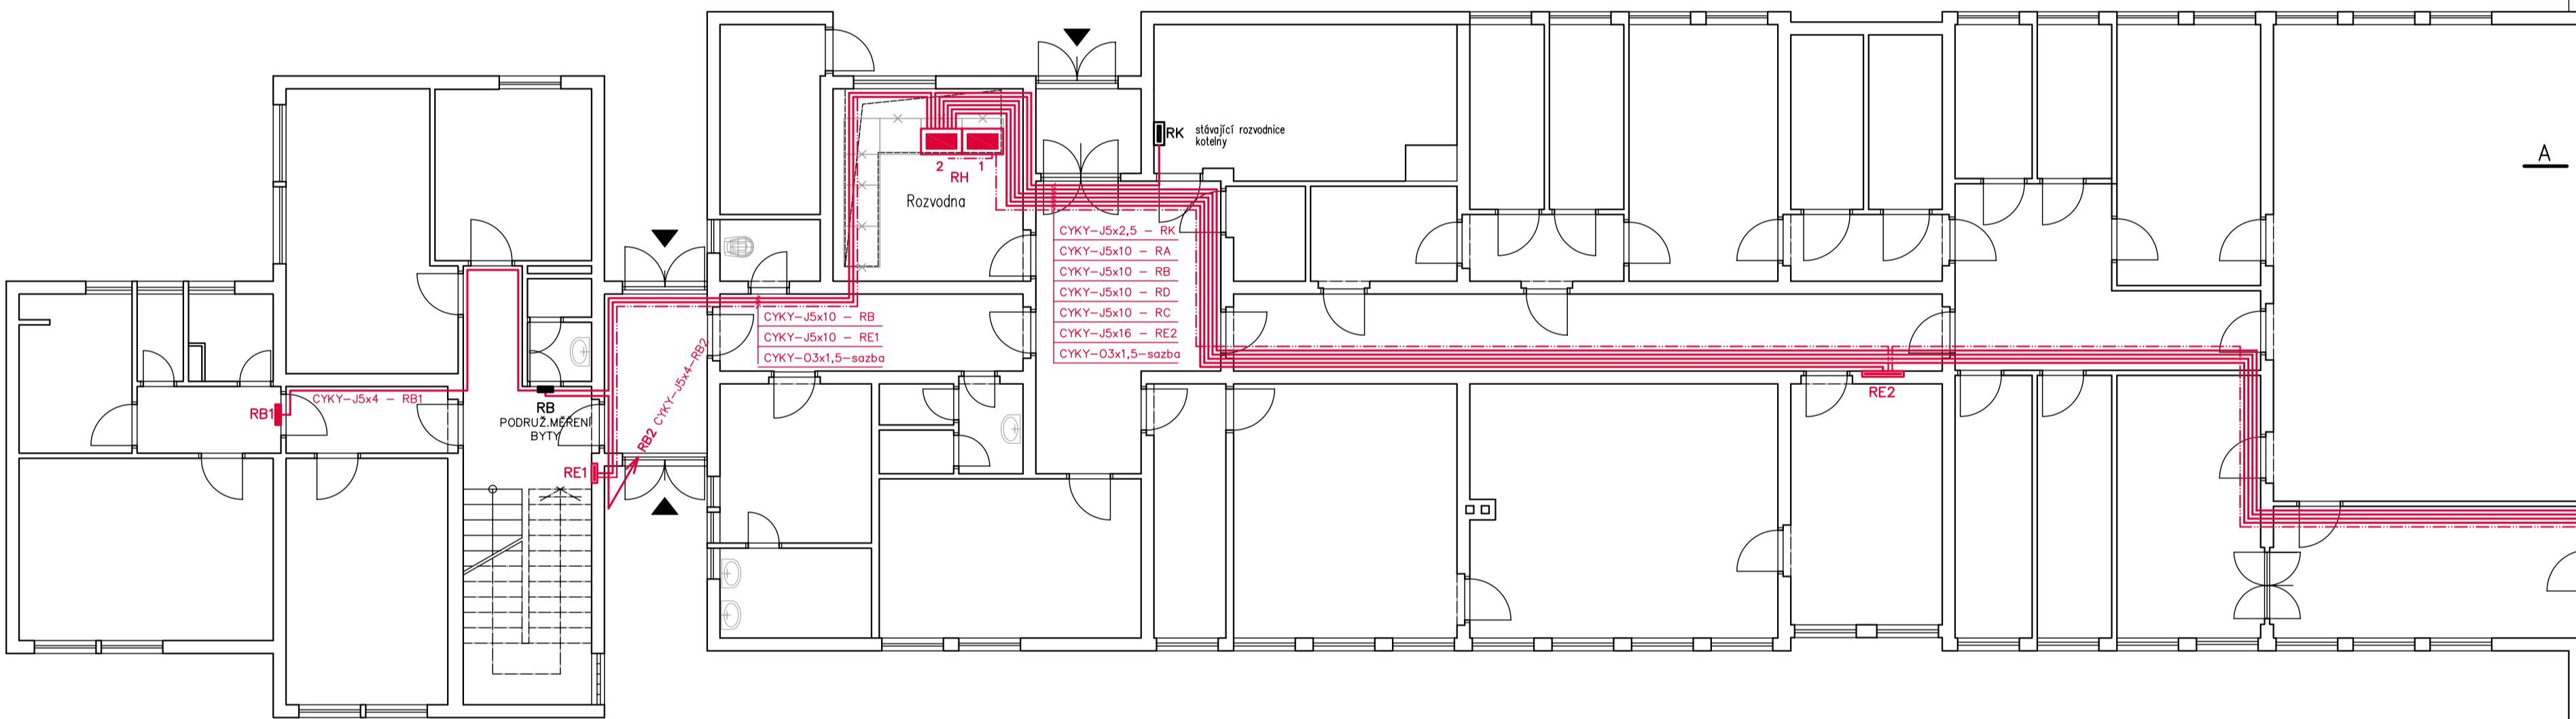 RB1
CYKY-J5x4 - RB1
RB
PODRUŽ.MĚŘENÍ
BYTY
RE1
RB2 CYKY-J5x4-RB2
CYKY-J5x10 - RB
CYKY-J5x10 - RE1
CYKY-O3x1,5-sazba
2 1
RH
Rozvodna
RK
stávající rozvodnice
kotelny
CYKY-J5x2,5 - RK
CYKY-J5x10 - RA
CYKY-J5x10 - RB
CYKY-J5x10 - RD
CYKY-J5x10 - RC
CYKY-J5x16 - RE2
CYKY-O3x1,5-sazba
RE2
A